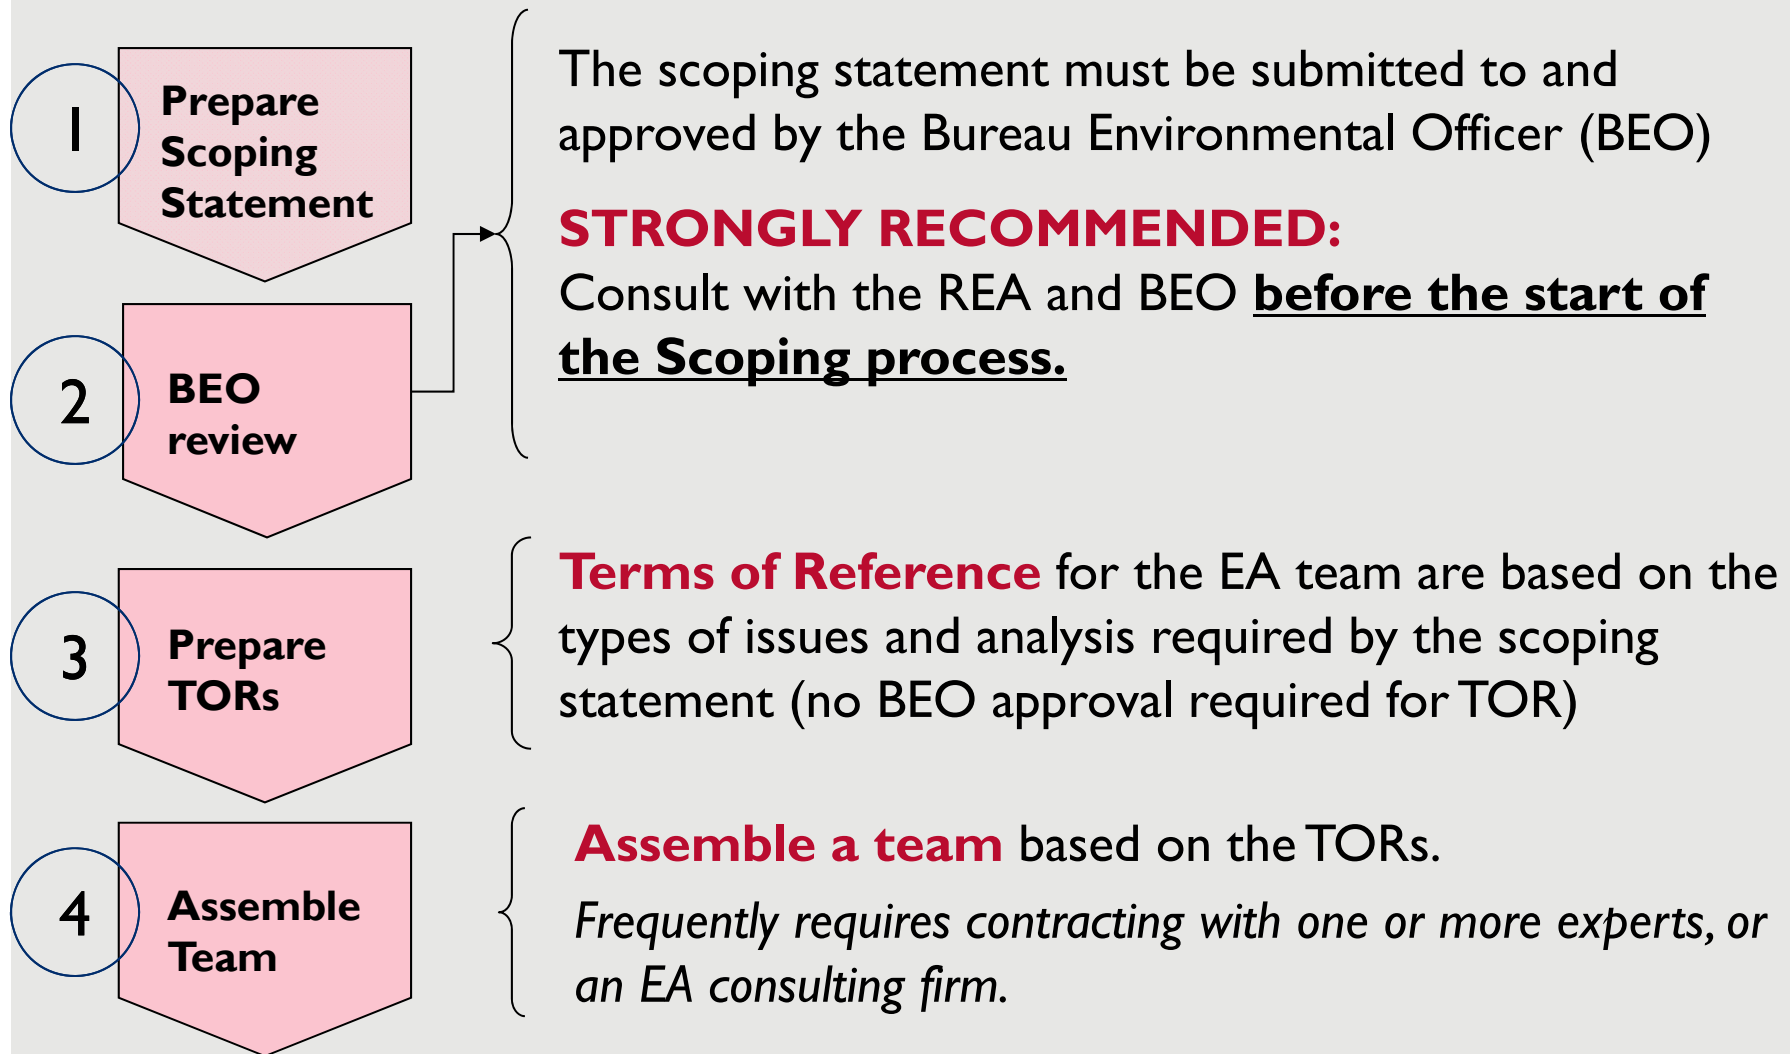 1
Prepare
Scoping
Statement
The scoping statement must be submitted to and
approved by the Bureau Environmental Officer (BEO)
STRONGLY RECOMMENDED:
Consult with the REA and BEO before the start of
the Scoping process.
2
BEO
review
3
Prepare
TORs
Terms of Reference for the EA team are based on the
types of issues and analysis required by the scoping
statement (no BEO approval required for TOR)
4
Assemble
Team
Assemble a team based on the TORs.
Frequently requires contracting with one or more experts, or
an EA consulting firm.